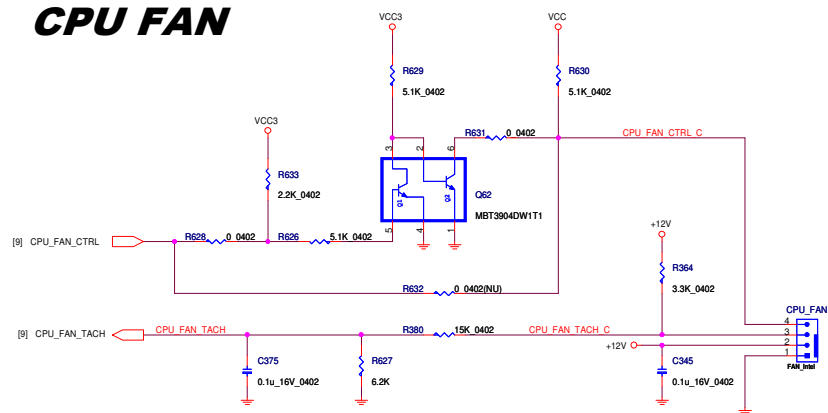 CPU FAN
VCC3
VCC
R629
5.1K_0402
R630
5.1K_0402
VCC3
R631
0_0402
CPU_FAN_CTRL_C
3
2
6
R633
2.2K_0402
Q1
Q2
Q62
MBT3904DW1T1
5
4
1
+12V
[9] CPU_FAN_CTRL
R628
0_0402
R626
5.1K_0402
R364
3.3K_0402
R632
0_0402(NU)
CPU_FAN
[9] CPU_FAN_TACH
CPU_FAN_TACH
R380
15K_0402
CPU_FAN_TACH_C
4
3
2
1
+12V
FAN_Intel
C375
0.1u_16V_0402
R627
6.2K
C345
0.1u_16V_0402